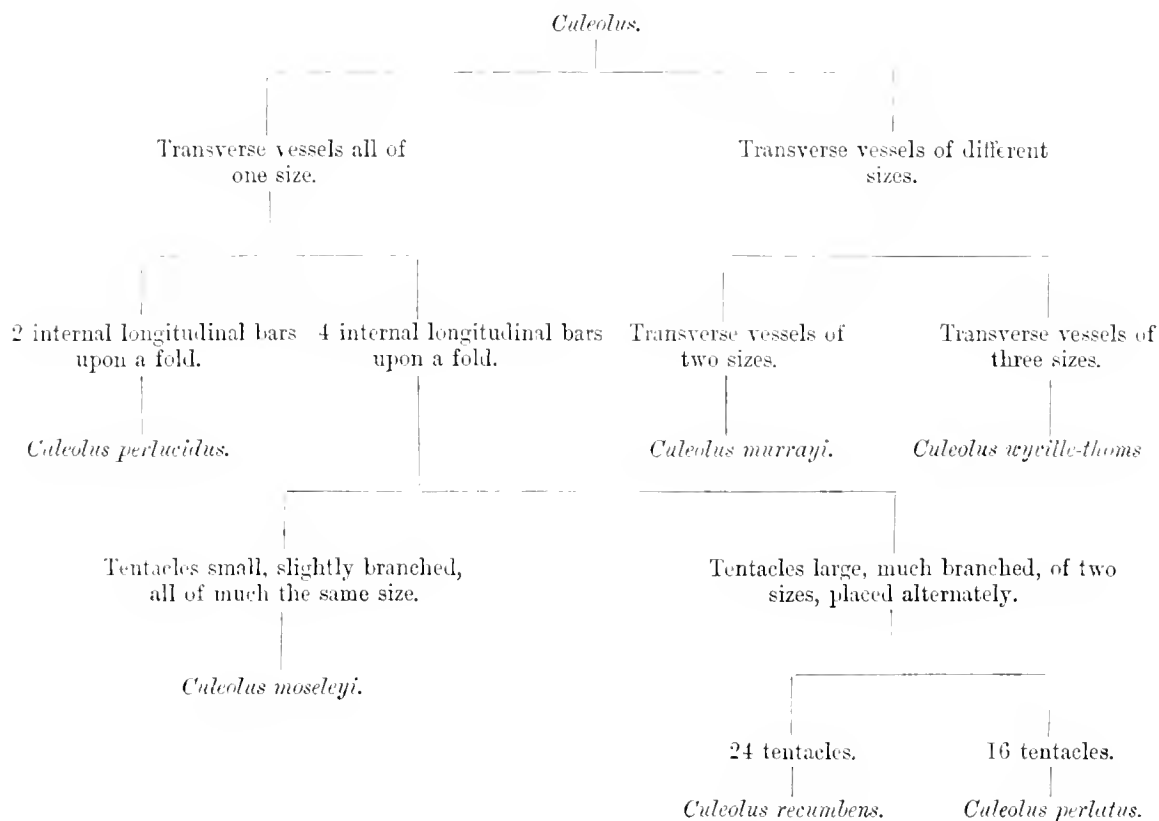 Culeolus.
Transverse vessels all of
one size.
Transverse vessels of different
sizes.
2 internal longitudinal bars
upon a fold.
4 internal longitudinal bars
upon a fold.
Transverse vessels of
two sizes.
Transverse vessels of
three sizes.
Culeolus perlucidus.
Culeolus murrayi.
Culeolus wyville-thoms
Tentacles small, slightly branched,
all of much the same size.
Tentacles large, much branched, of two
sizes, placed alternately.
Culeolus moseleyi.
24 tentacles.
16 tentacles.
Culeolus recumbens.
Culeolus perlatus.